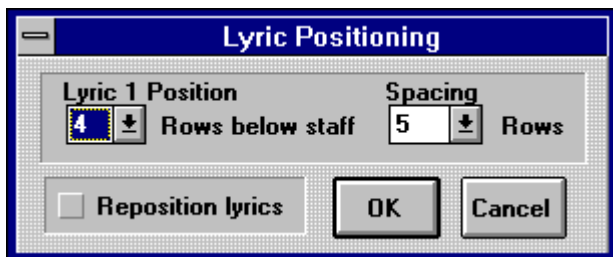 Lyric Positioning
Lyric 1 Position Spacing
4 Rows below staff 5 Rows
Reposition lyrics OK Cancel